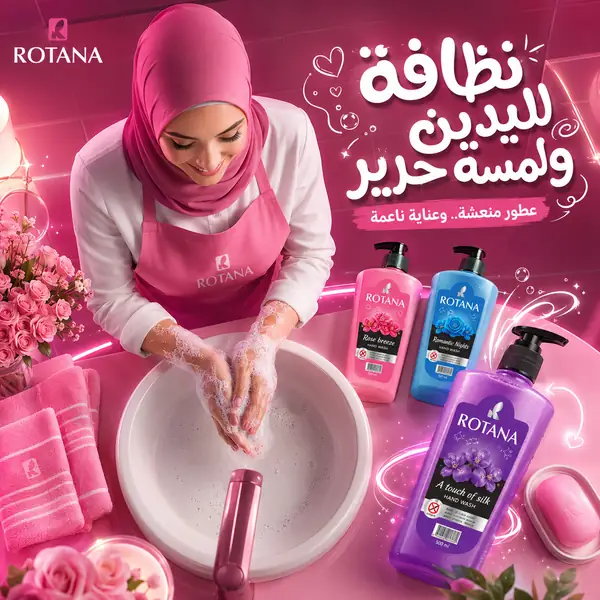 ROTANA
نظافة
لليدين
ولمسة حرير
عطور منعشة.. وعناية ناعمة
ROTANA
ROTANA
Rose breeze
HAND WASH
ROTANA
Romantic Nights
HAND WASH
ROTANA
A touch of silk
HAND WASH
500 ml